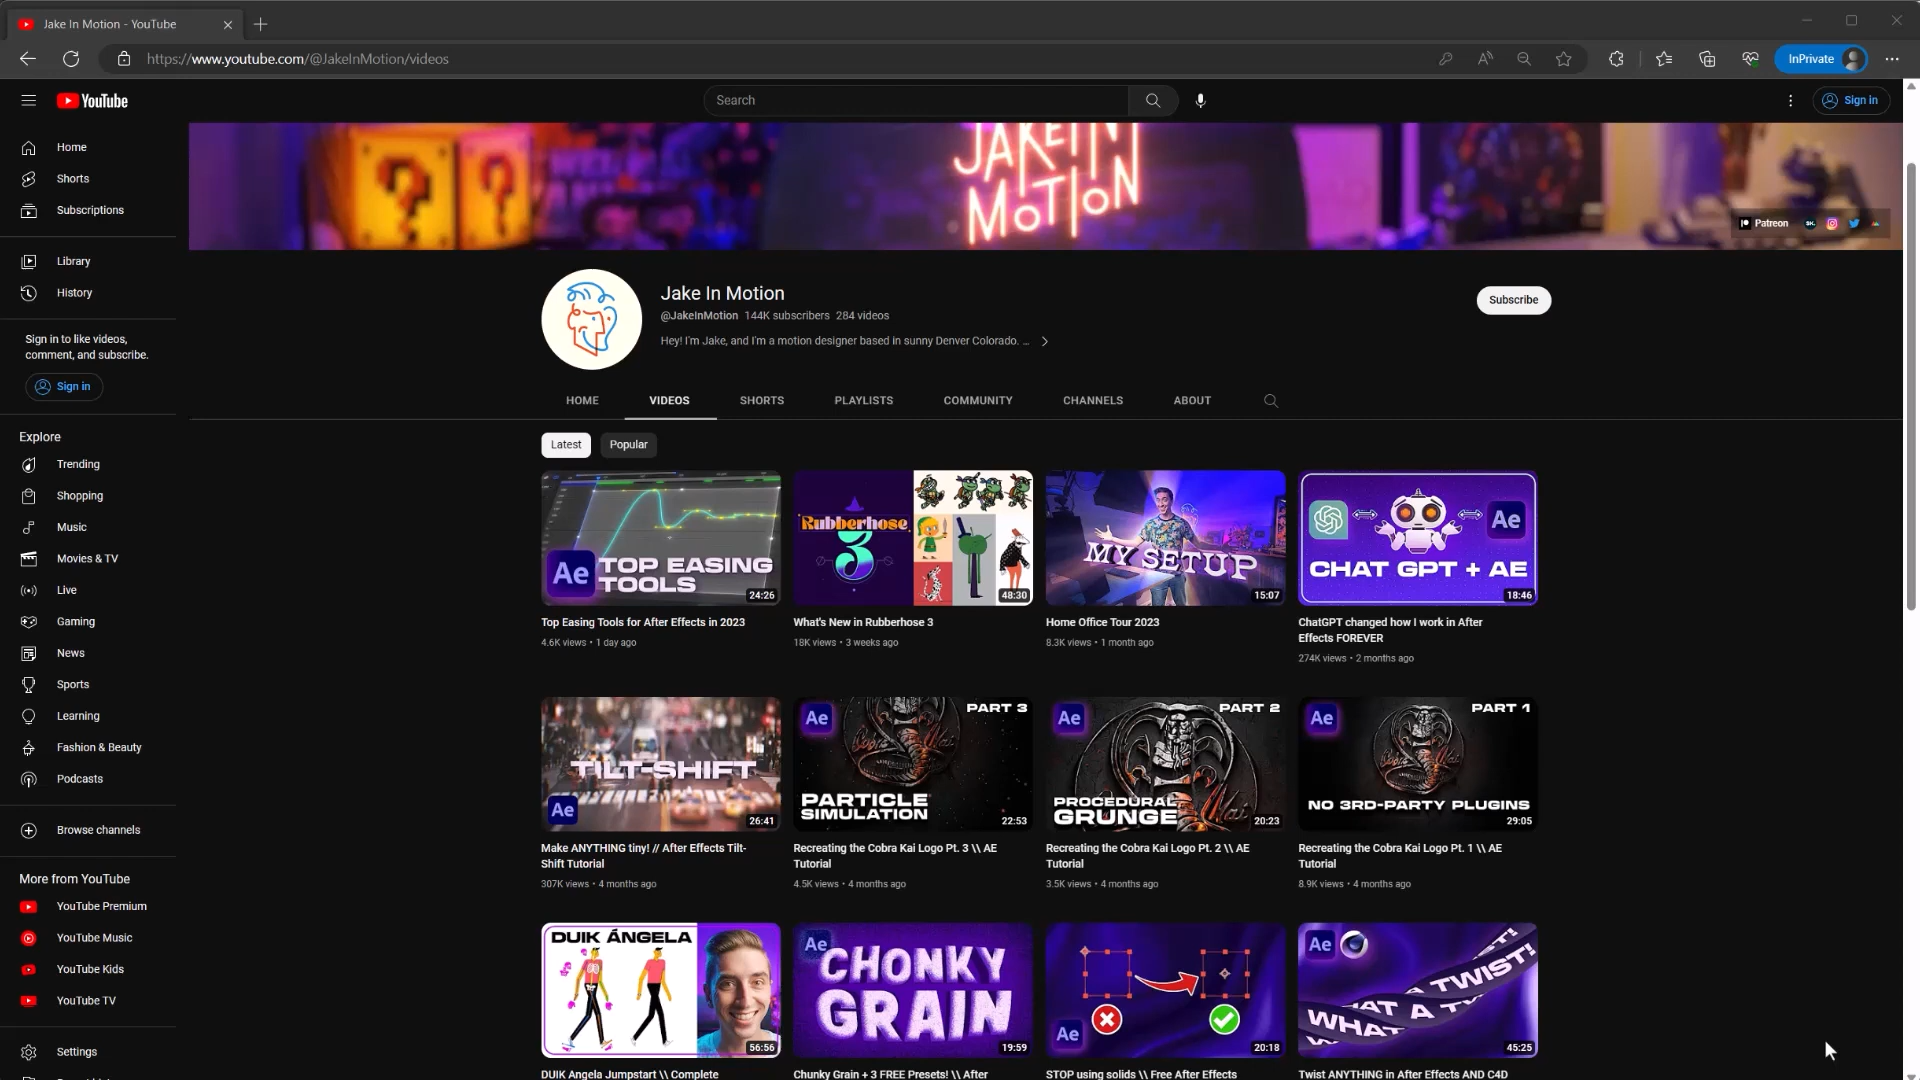 Jake In Motion - YouTube
https://www.youtube.com/@JakeInMotion/videos
InPrivate
YouTube
Search
Sign in
Home
Shorts
Subscriptions
Library
History
Sign in to like videos,
comment, and subscribe.
Sign in
Explore
Trending
Shopping
Music
Movies & TV
Live
Gaming
News
Sports
Learning
Fashion & Beauty
Podcasts
Browse channels
More from YouTube
YouTube Premium
YouTube Music
YouTube Kids
YouTube TV
Settings
JAKE IN
MOTION
Patreon
Jake In Motion
@JakeInMotion 144K subscribers 284 videos
Hey! I'm Jake, and I'm a motion designer based in sunny Denver Colorado. ...
Subscribe
HOME
VIDEOS
SHORTS
PLAYLISTS
COMMUNITY
CHANNELS
ABOUT
Latest
Popular
Ae TOP EASING
TOOLS
24:26
Top Easing Tools for After Effects in 2023
4.6K views • 1 day ago
Rubberhose
3
48:30
What's New in Rubberhose 3
18K views • 3 weeks ago
MY SETUP
15:07
Home Office Tour 2023
8.3K views • 1 month ago
Ae
CHAT GPT + AE
18:46
ChatGPT changed how I work in After
Effects FOREVER
274K views • 2 months ago
TILT-SHIFT
Ae
26:41
Make ANYTHING tiny! // After Effects Tilt-
Shift Tutorial
307K views • 4 months ago
Ae
PART 3
Cobra Kai
PARTICLE
SIMULATION
22:53
Recreating the Cobra Kai Logo Pt. 3 \\ AE
Tutorial
4.5K views • 4 months ago
Ae
PART 2
Kai
PROCEDURAL
GRUNGE
20:23
Recreating the Cobra Kai Logo Pt. 2 \\ AE
Tutorial
3.5K views • 4 months ago
Ae
PART 1
NO 3RD-PARTY PLUGINS
29:05
Recreating the Cobra Kai Logo Pt. 1 \\ AE
Tutorial
8.9K views • 4 months ago
DUIK ÁNGELA
56:56
DUIK Angela Jumpstart \\ Complete
Ae
CHONKY
GRAIN
19:59
Chunky Grain + 3 FREE Presets! \\ After
Ae
20:18
STOP using solids \\ Free After Effects
Ae
WHAT A TWIST!
WHAT A TW
45:25
Twist ANYTHING in After Effects AND C4D